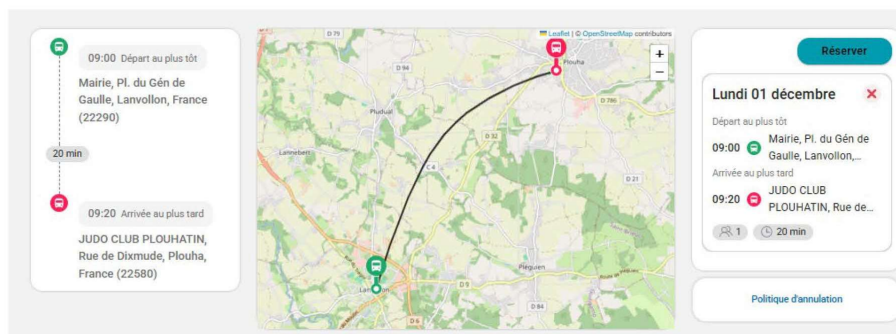 09:00 Départ au plus tôt
Mairie, Pl. du Gén de
Gaulle, Lanvollon, France
(22290)
20 min
09:20 Arrivée au plus tard
JUDO CLUB PLOUHATIN,
Rue de Dixmude, Plouha,
France (22580)
Leaflet | © OpenStreetMap contributors
D 79
D 94
Plouha
D 786
Pludual
D 32
Lannebert
C 4
D 21
Pléguien
Lanvollon
D 9
D 84
D 6
+
−
Réserver
Lundi 01 décembre
Départ au plus tôt
09:00 Mairie, Pl. du Gén de
Gaulle, Lanvollon,...
Arrivée au plus tard
09:20 JUDO CLUB
PLOUHATIN, Rue de...
1 20 min
Politique d'annulation